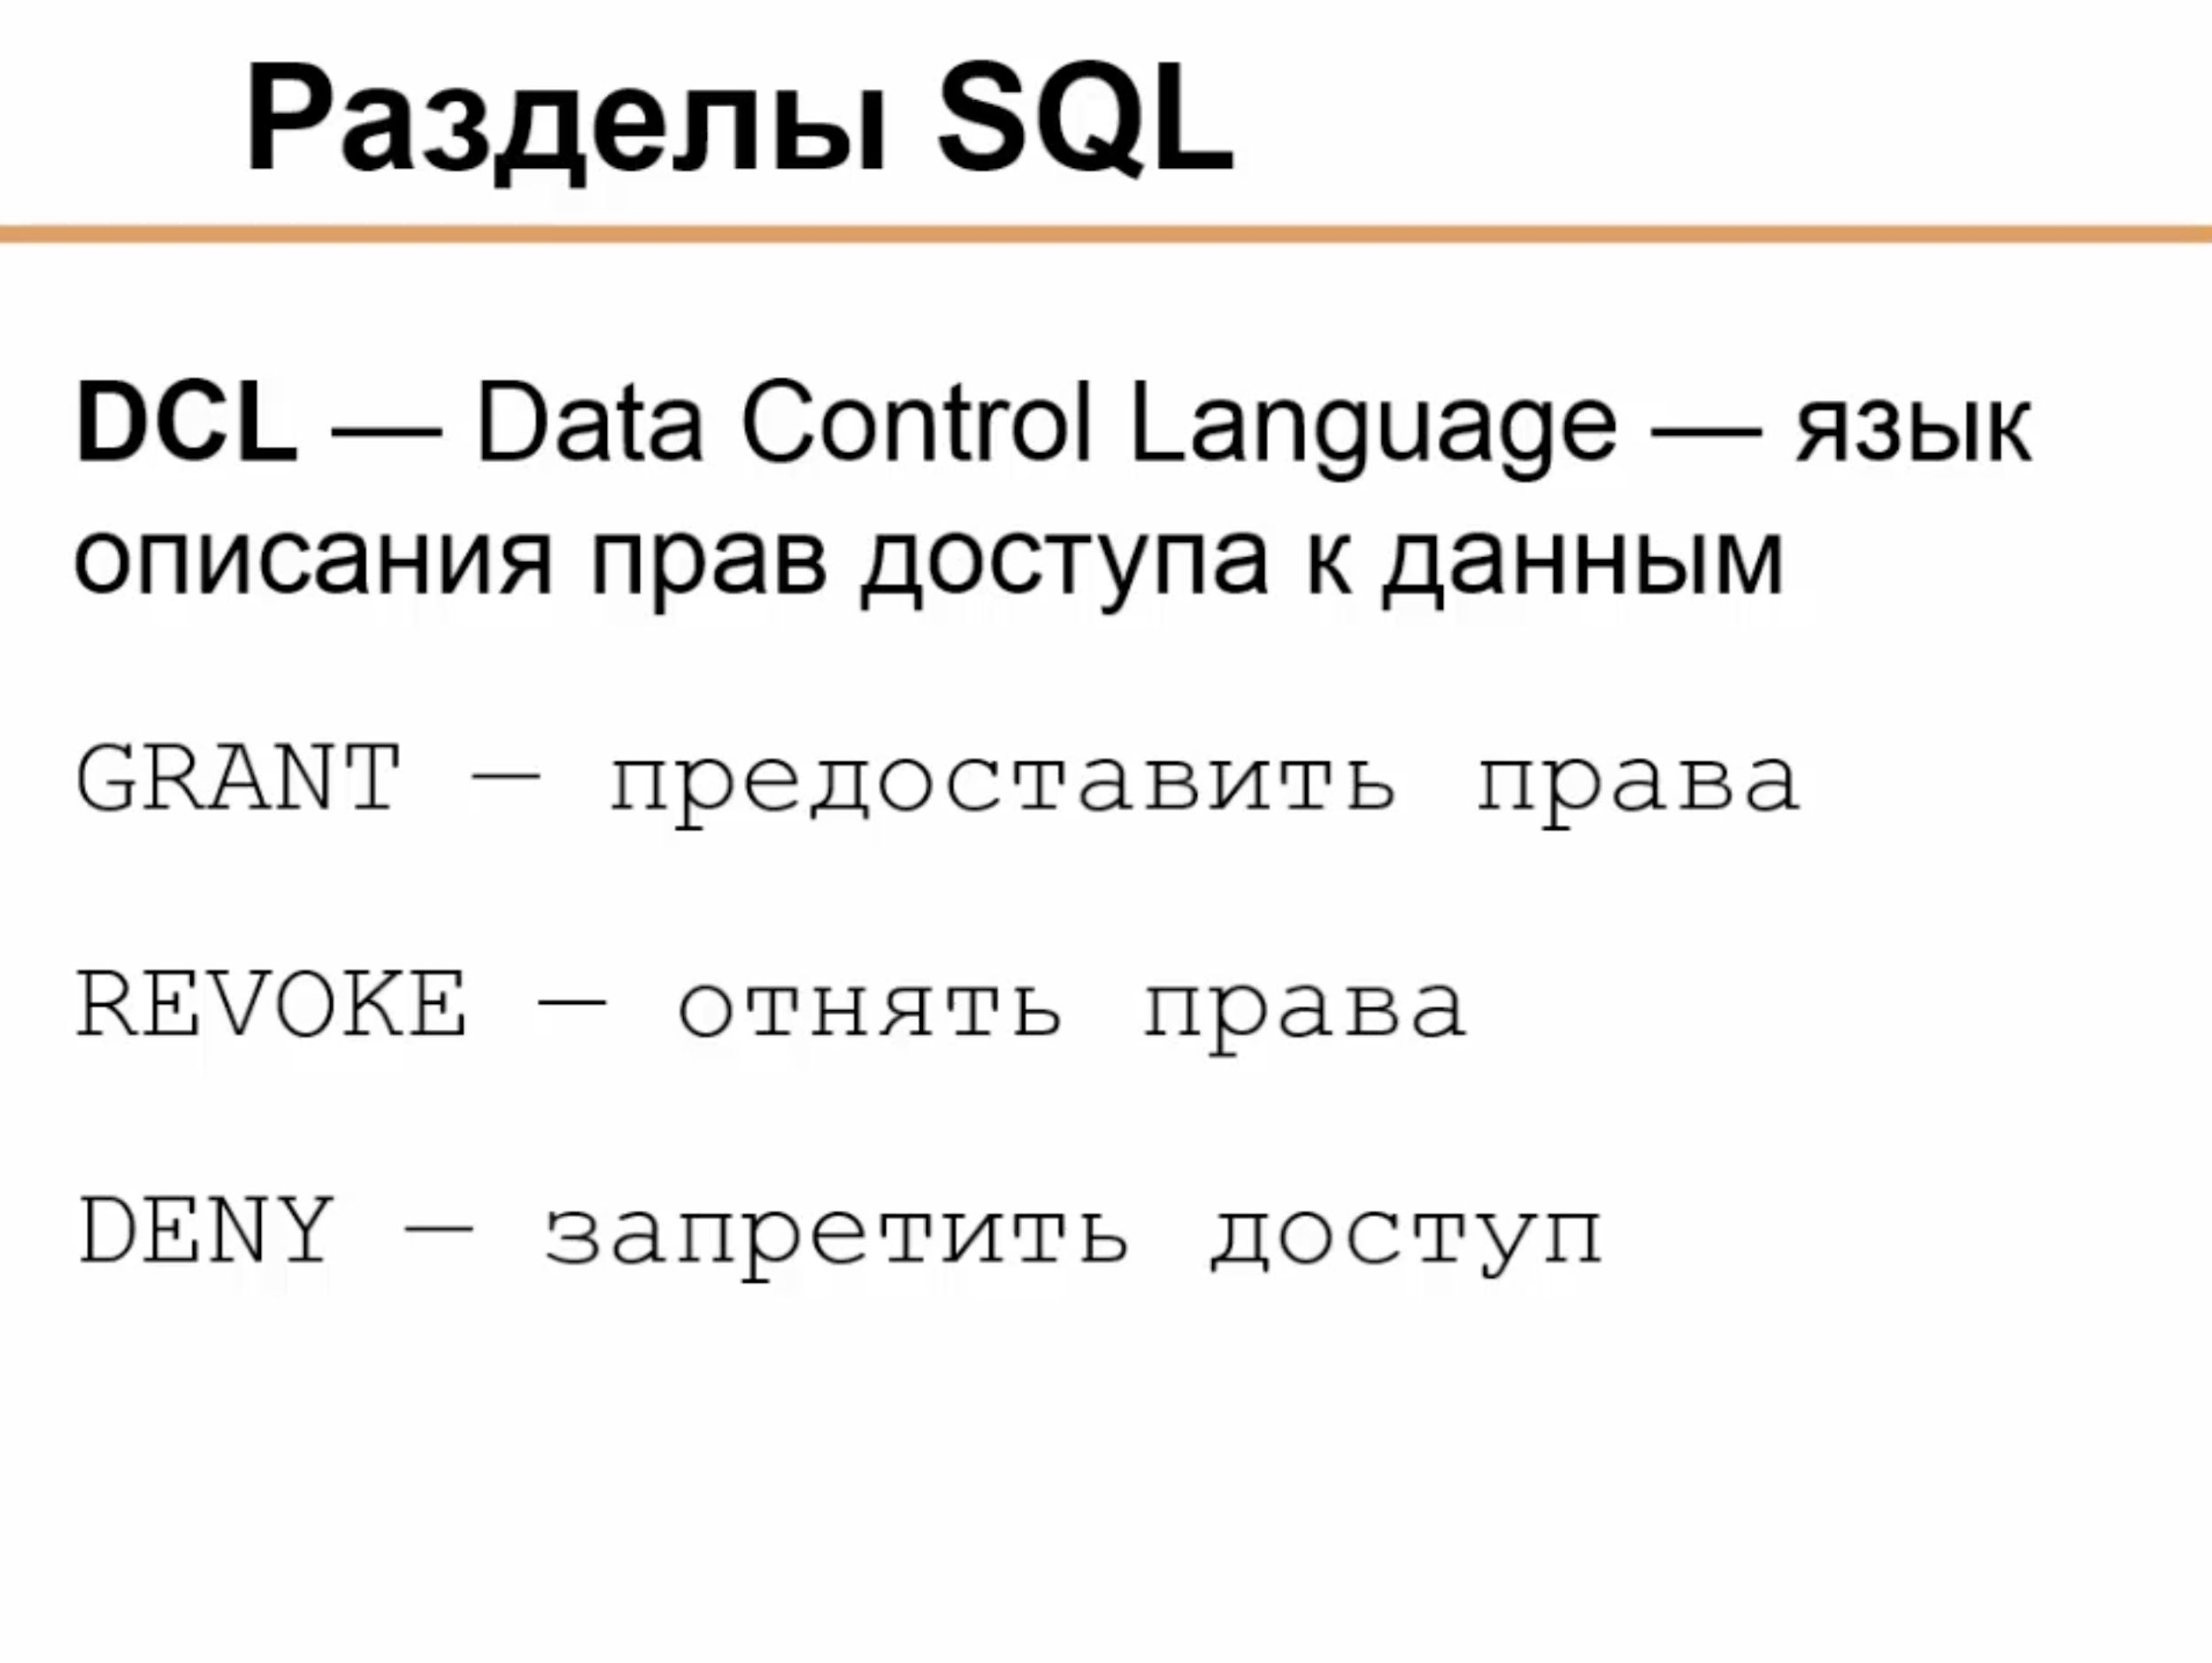 Разделы SQL
DCL — Data Control Language — язык
описания прав доступа к данным
GRANT — предоставить права
REVOKE — отнять права
DENY — запретить доступ